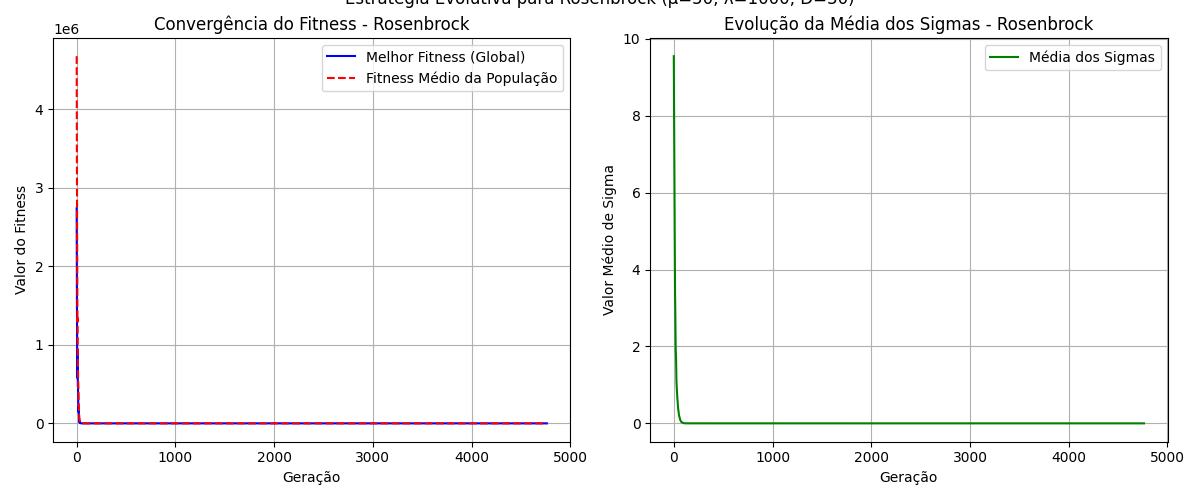 Estratégia Evolutiva para Rosenbrock (μ=30, λ=1000, D=30)
Convergência do Fitness - Rosenbrock
1e6
Melhor Fitness (Global)
Fitness Médio da População
Valor do Fitness
4
3
2
1
0
0 1000 2000 3000 4000 5000
Geração
Evolução da Média dos Sigmas - Rosenbrock
Média dos Sigmas
Valor Médio de Sigma
10
8
6
4
2
0
0 1000 2000 3000 4000 5000
Geração